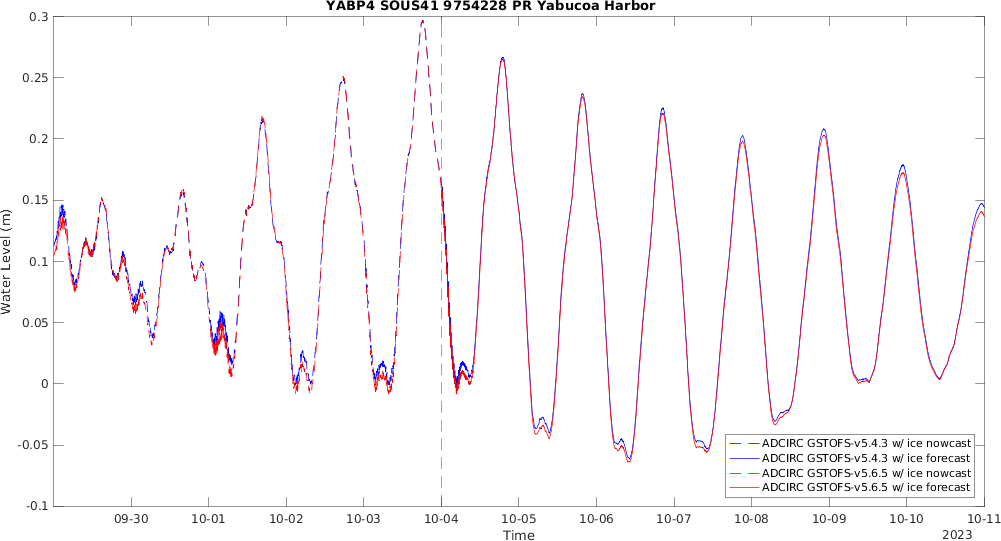 YABP4 SOUS41 9754228 PR Yabucoa Harbor
0.3
0.25
0.2
0.15
0.1
0.05
0
-0.05
-0.1
Water Level (m)
ADCIRC GSTOFS-v5.4.3 w/ ice nowcast
ADCIRC GSTOFS-v5.4.3 w/ ice forecast
ADCIRC GSTOFS-v5.6.5 w/ ice nowcast
ADCIRC GSTOFS-v5.6.5 w/ ice forecast
09-30 10-01 10-02 10-03 10-04 10-05 10-06 10-07 10-08 10-09 10-10 10-11
Time
2023